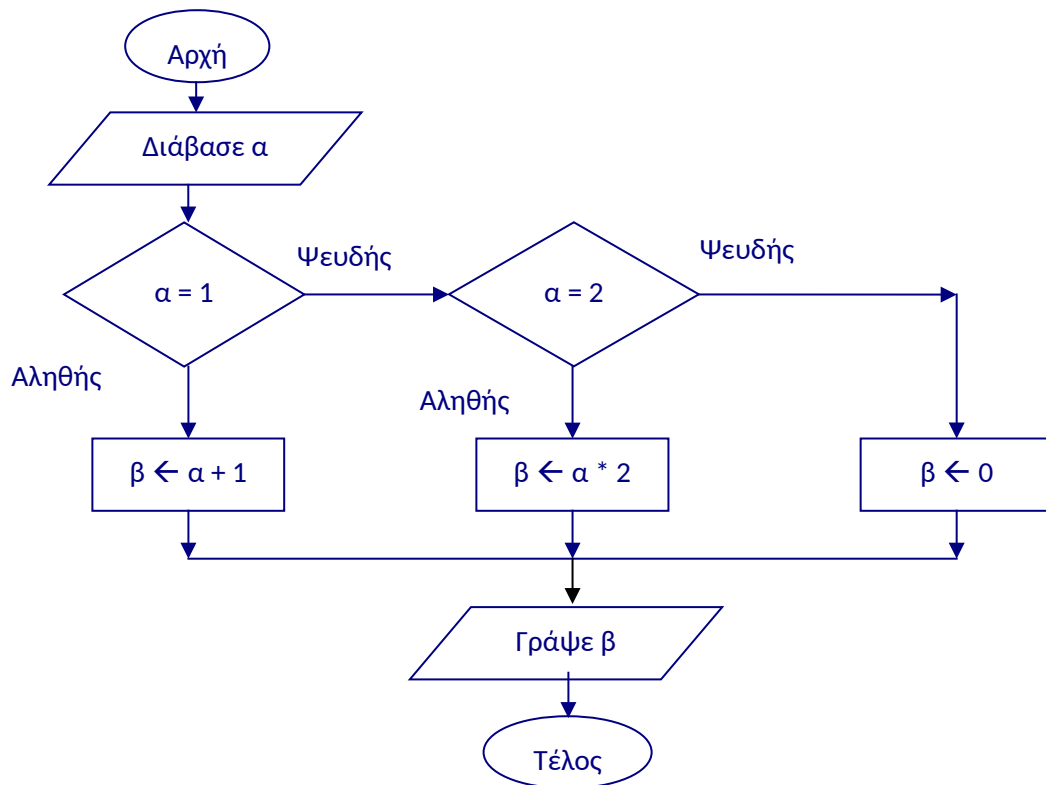 Αρχή
Διάβασε α
α = 1
Ψευδής
α = 2
Ψευδής
Αληθής
Αληθής
β ← α + 1
β ← α * 2
β ← 0
Γράψε β
Τέλος